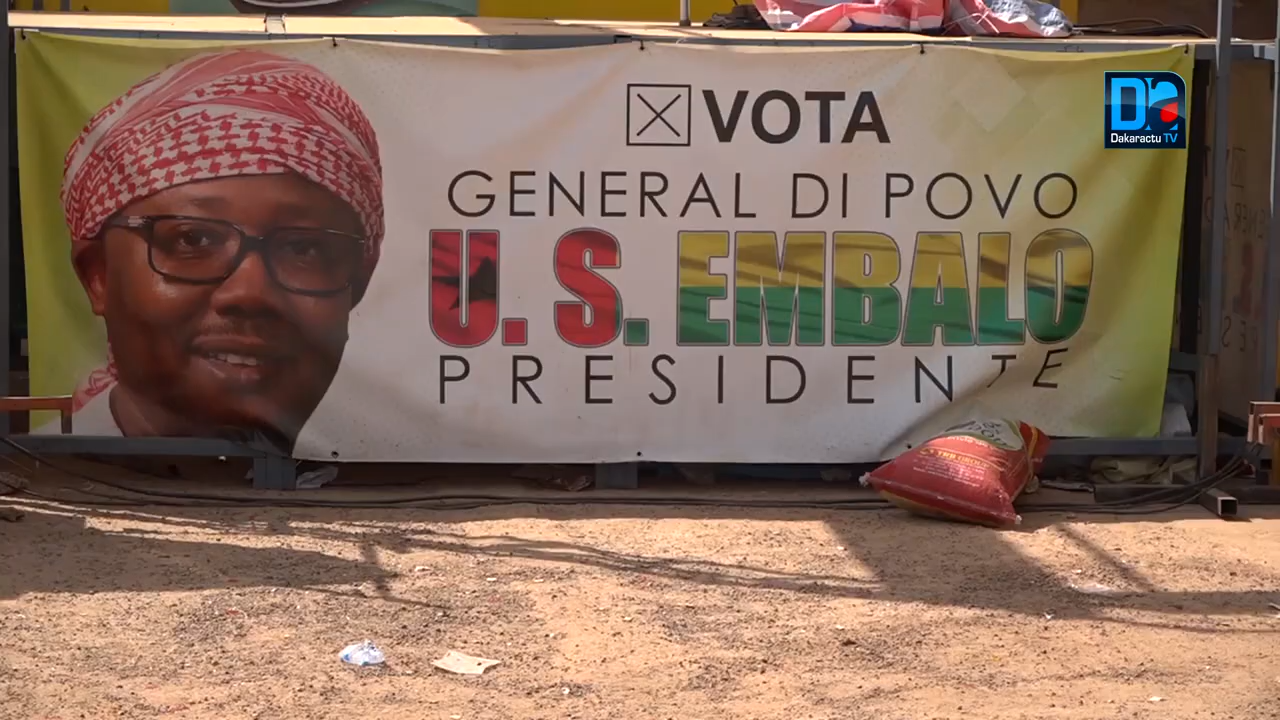 VOTA
GENERAL DI POVO
U.S. EMBALO
PRESIDENTE
Dakaractu TV